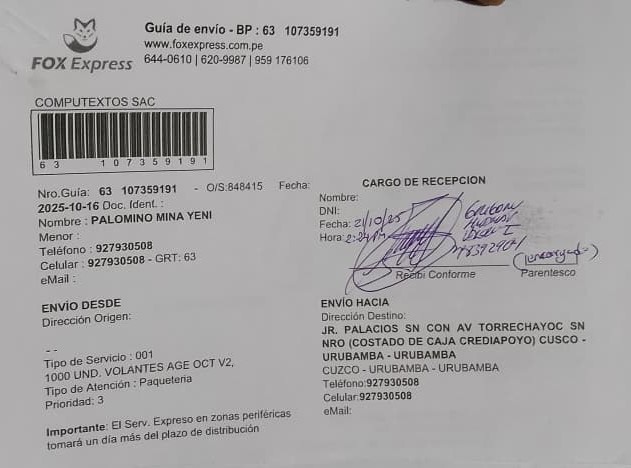 Guía de envío - BP : 63 107359191
www.foxexpress.com.pe
644-0610 | 620-9987 | 959 176106
FOX Express
COMPUTEXTOS SAC
63 107359191
Nro.Guía: 63 107359191 - O/S:848415 Fecha:
2025-10-16 Doc. Ident. :
Nombre : PALOMINO MINA YENI
Menor :
Teléfono : 927930508
Celular : 927930508 - GRT: 63
eMail :
CARGO DE RECEPCION
Nombre:
DNI:
Fecha: 21/10/25
Hora:
Recibi Conforme
Parentesco
ENVÍO DESDE
Dirección Origen:
- -
Tipo de Servicio : 001
1000 UND. VOLANTES AGE OCT V2,
Tipo de Atención : Paqueteria
Prioridad: 3
Importante: El Serv. Expreso en zonas periféricas
tomará un día más del plazo de distribución
ENVÍO HACIA
Dirección Destino:
JR. PALACIOS SN CON AV TORRECHAYOC SN
NRO (COSTADO DE CAJA CREDIAPOYO) CUSCO -
URUBAMBA - URUBAMBA
CUZCO - URUBAMBA - URUBAMBA
Teléfono:927930508
Celular:927930508
eMail: